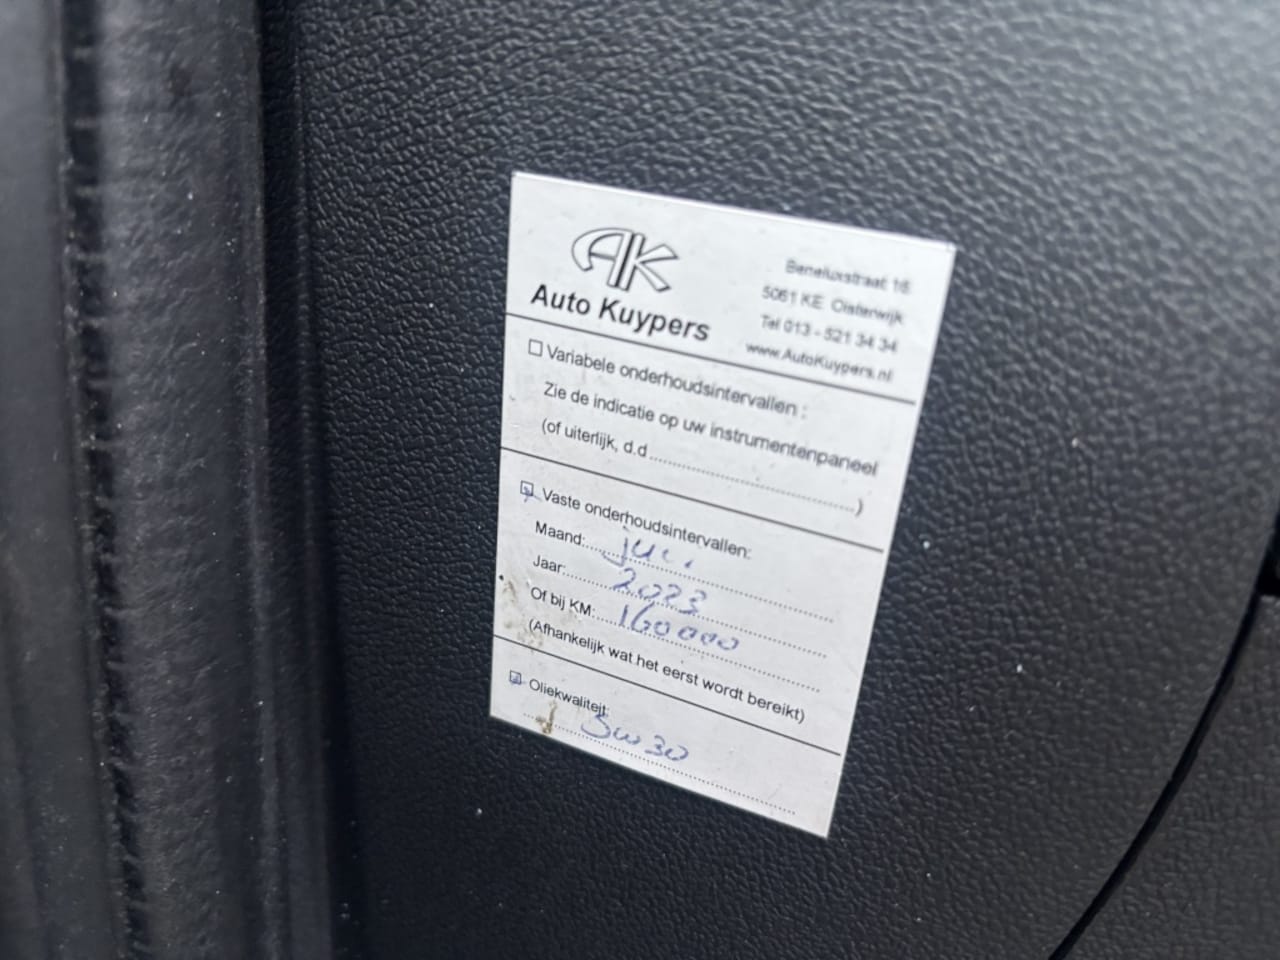 AK
Auto Kuypers
Beneluxstraat 16
5061 KE Oisterwijk
Tel 013 - 521 34 34
www.AutoKuypers.nl
Variabele onderhoudsintervallen :
Zie de indicatie op uw instrumentenpaneel
(of uiterlijk, d.d.....................................)
Vaste onderhoudsintervallen:
Maand:
Jaar: 2023
Of bij KM: 160000
(Afhankelijk wat het eerst wordt bereikt)
Oliekwaliteit:
5w30